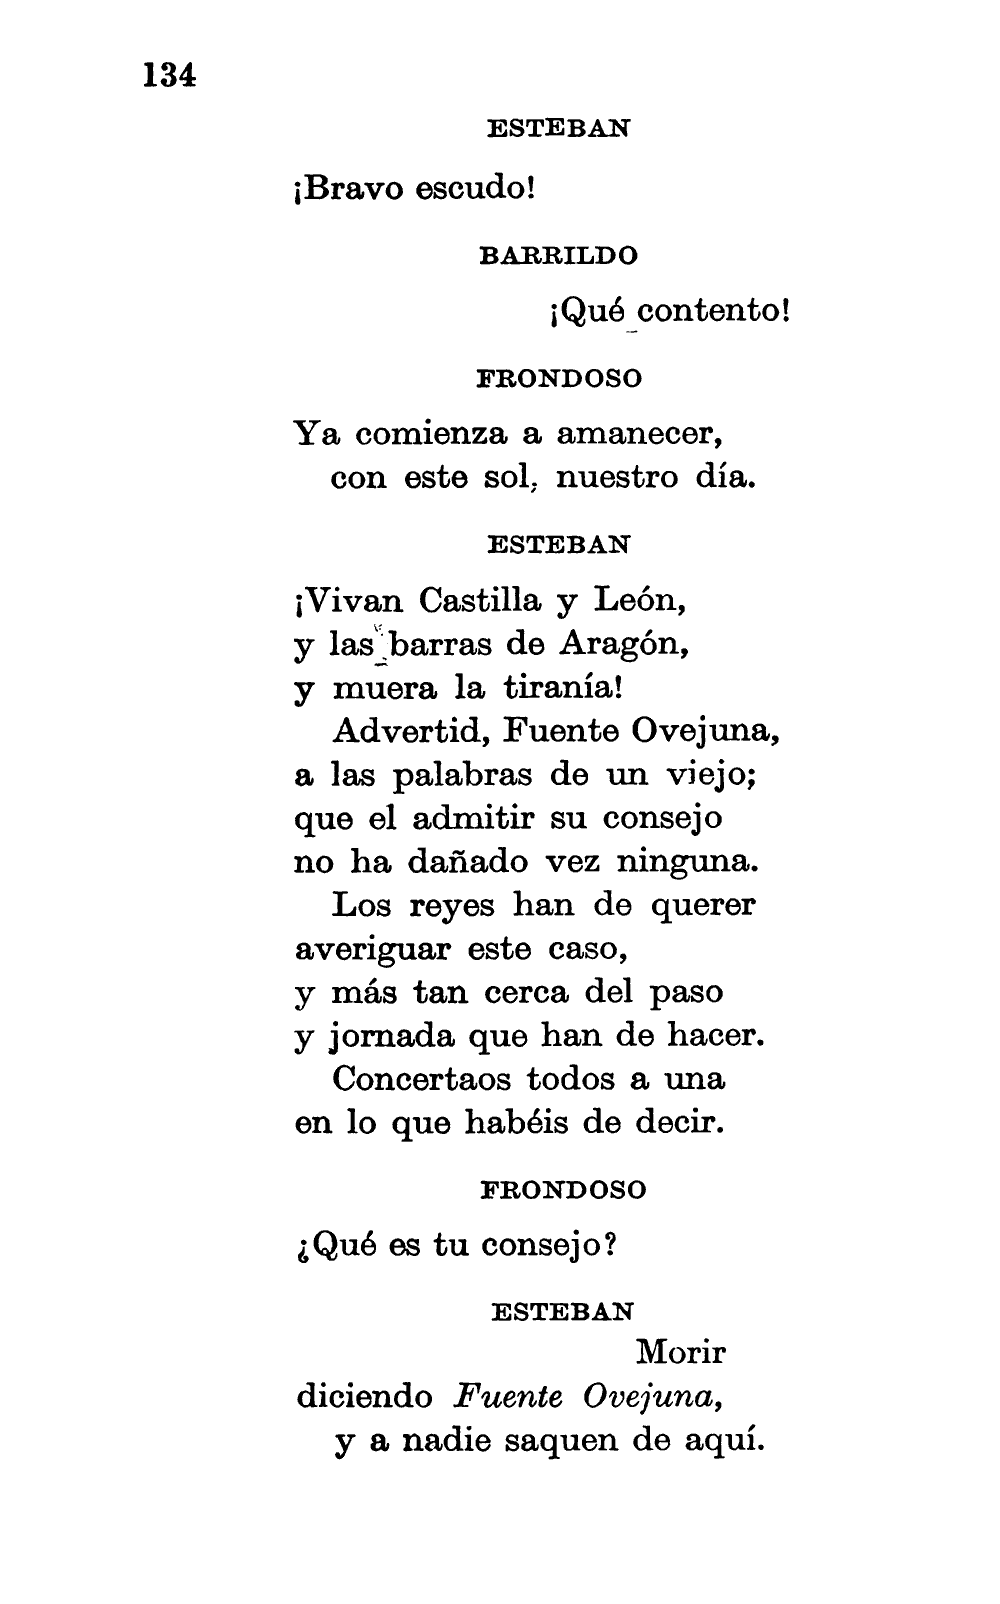 134
ESTEBAN
¡Bravo escudo!
BARRILDO
¡Qué contento!
FRONDOSO
Ya comienza a amanecer,
con este sol, nuestro día.
ESTEBAN
¡Vivan Castilla y León,
y las barras de Aragón,
y muera la tiranía!
Advertid, Fuente Ovejuna,
a las palabras de un viejo;
que el admitir su consejo
no ha dañado vez ninguna.
Los reyes han de querer
averiguar este caso,
y más tan cerca del paso
y jornada que han de hacer.
Concertaos todos a una
en lo que habéis de decir.
FRONDOSO
¿Qué es tu consejo?
ESTEBAN
Morir
diciendo Fuente Ovejuna,
y a nadie saquen de aquí.